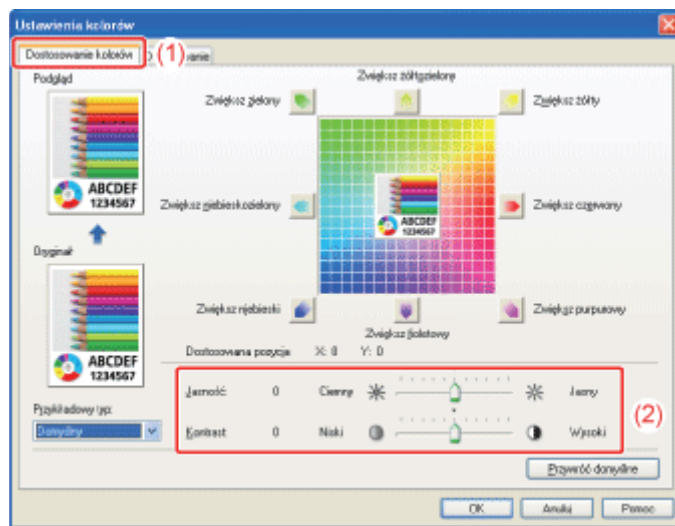 Ustawienia kolorów
Dostosowanie kolorów
(1)
Podgląd
Zwiększ żółtozielony
Zwiększ zielony
Zwiększ żółty
ABCDEF
1234567
ABCDEF
1234567
Zwiększ niebieskozielony
Zwiększ czerwony
Oryginał
Zwiększ niebieski
Zwiększ purpurowy
Zwiększ fioletowy
ABCDEF
1234567
Dostosowana pozycja X: 0 Y: 0
Jasność: 0 Ciemny Jasny
(2)
Przykładowy typ:
Domyślny
Kontrast: 0 Niski Wysoki
Przywróć domyślne
OK Anuluj Pomoc